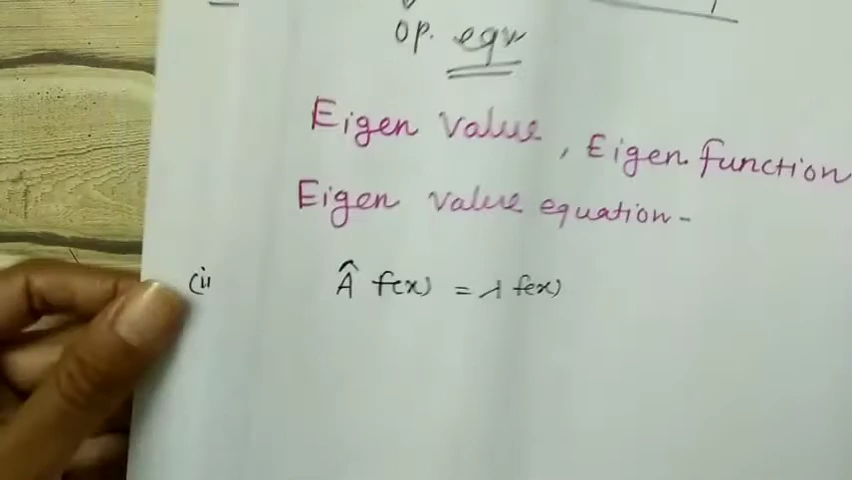 op. eqn
Eigen value, Eigen function
Eigen value equation-
(i) Â f(x) = λ f(x)